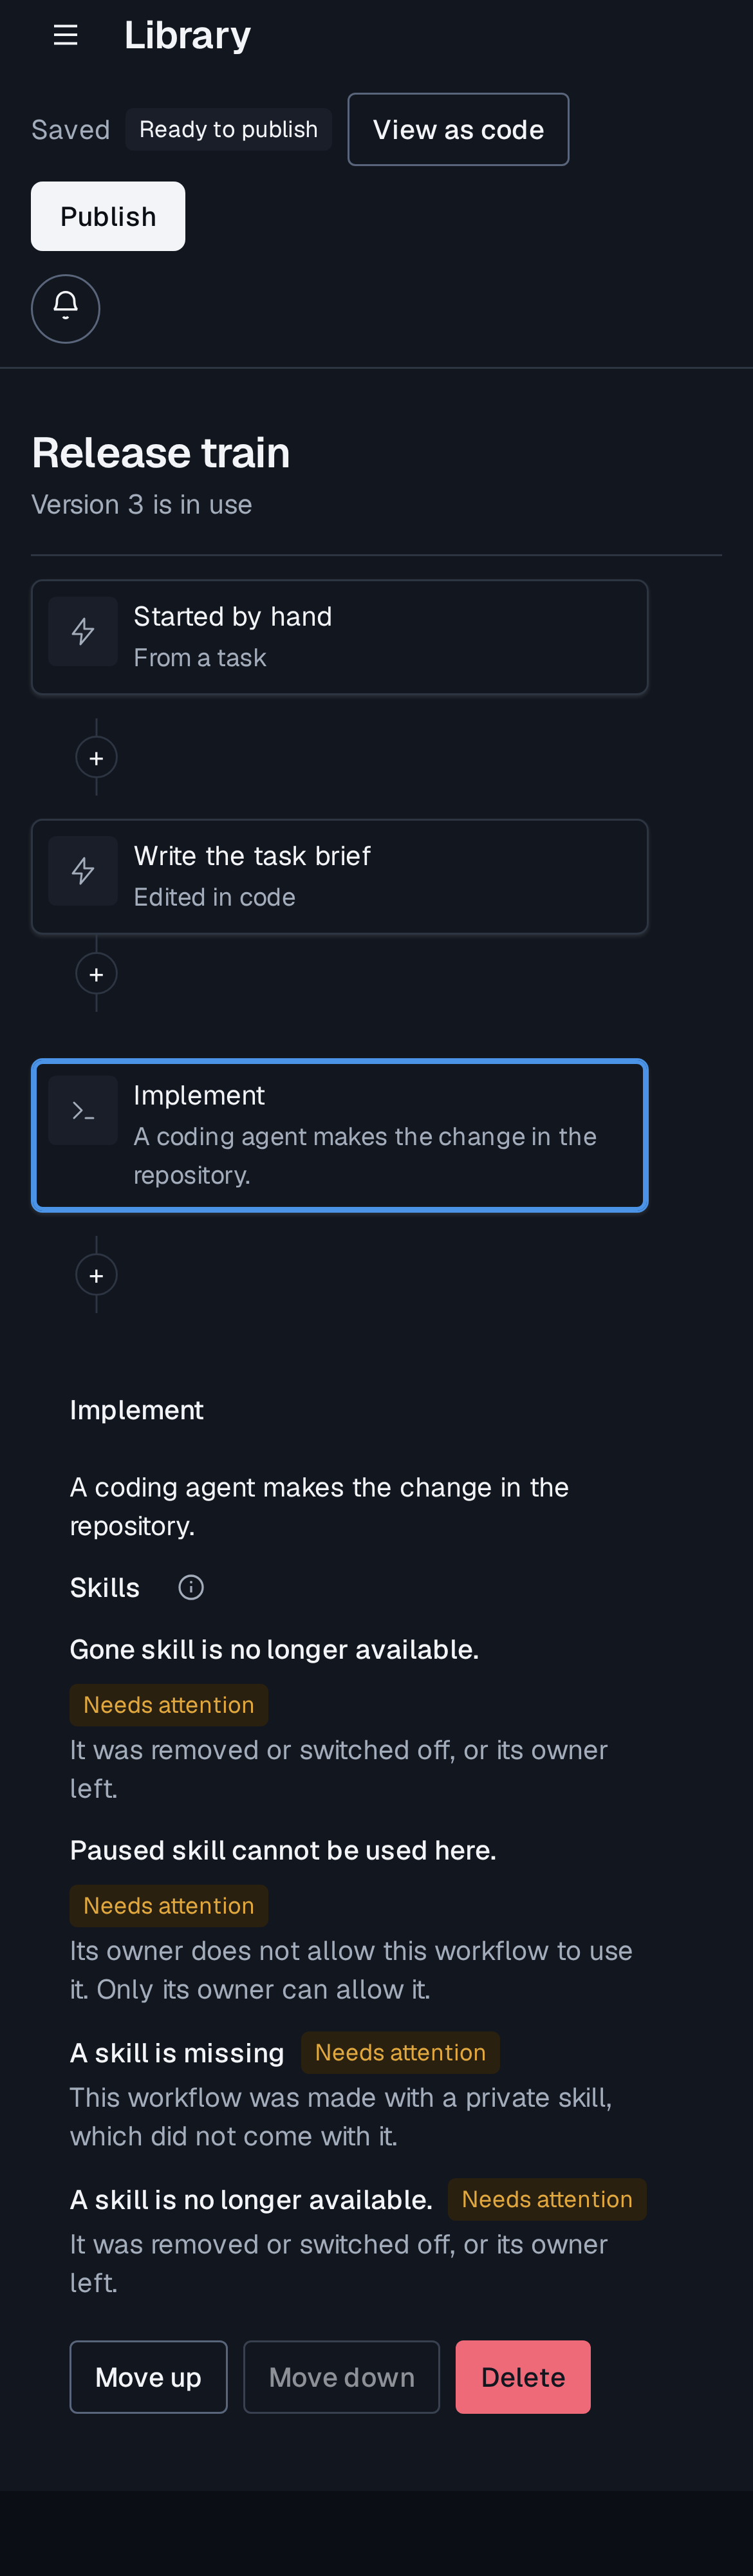 Library
Saved
Ready to publish
View as code
Publish
Release train
Version 3 is in use
Started by hand
From a task
+
Write the task brief
Edited in code
+
Implement
A coding agent makes the change in the
repository.
+
Implement
A coding agent makes the change in the
repository.
Skills
Gone skill is no longer available.
Needs attention
It was removed or switched off, or its owner
left.
Paused skill cannot be used here.
Needs attention
Its owner does not allow this workflow to use
it. Only its owner can allow it.
A skill is missing Needs attention
This workflow was made with a private skill,
which did not come with it.
A skill is no longer available. Needs attention
It was removed or switched off, or its owner
left.
Move up Move down Delete